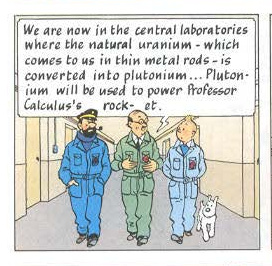 We are now in the central laboratories
where the natural uranium - which
comes to us in thin metal rods - is
converted into plutonium... Pluton-
ium will be used to power Professor
Calculus's rock- et.